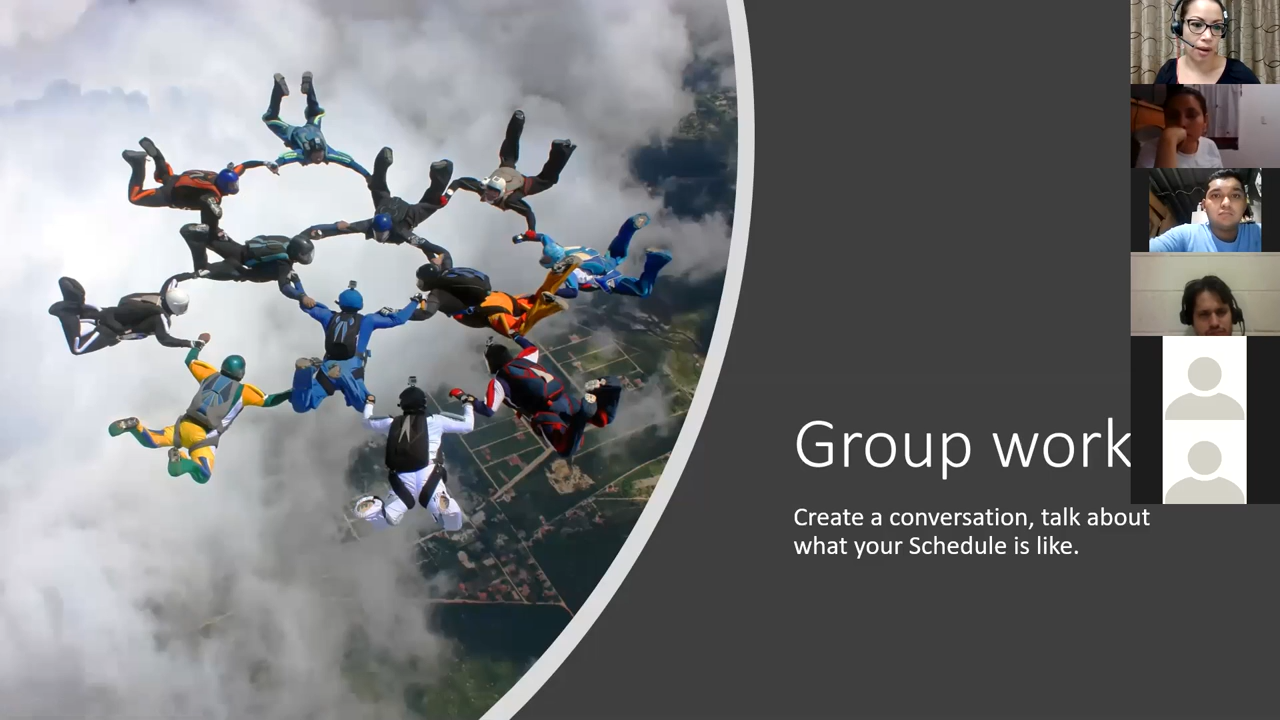 Group work
Create a conversation, talk about
what your Schedule is like.